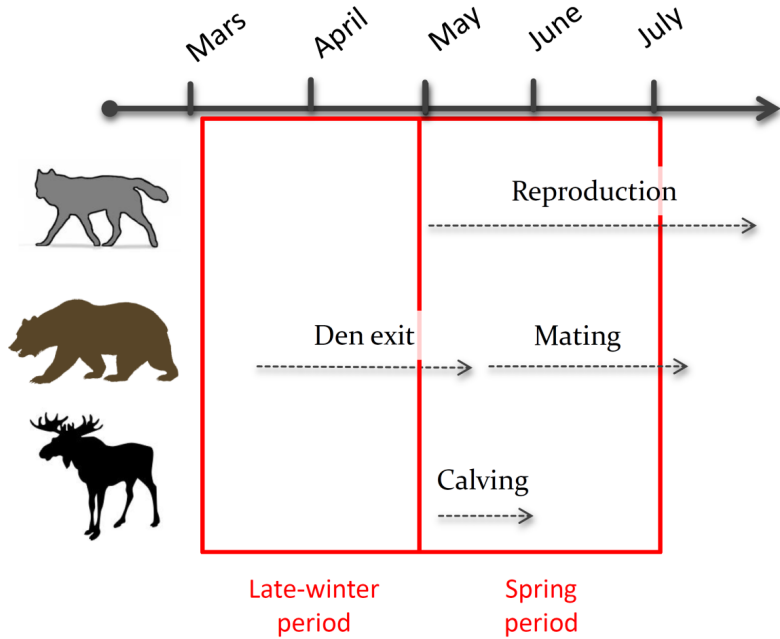 Mars
April
May
June
July
Reproduction
Den exit
Mating
Calving
Late-winter
period
Spring
period